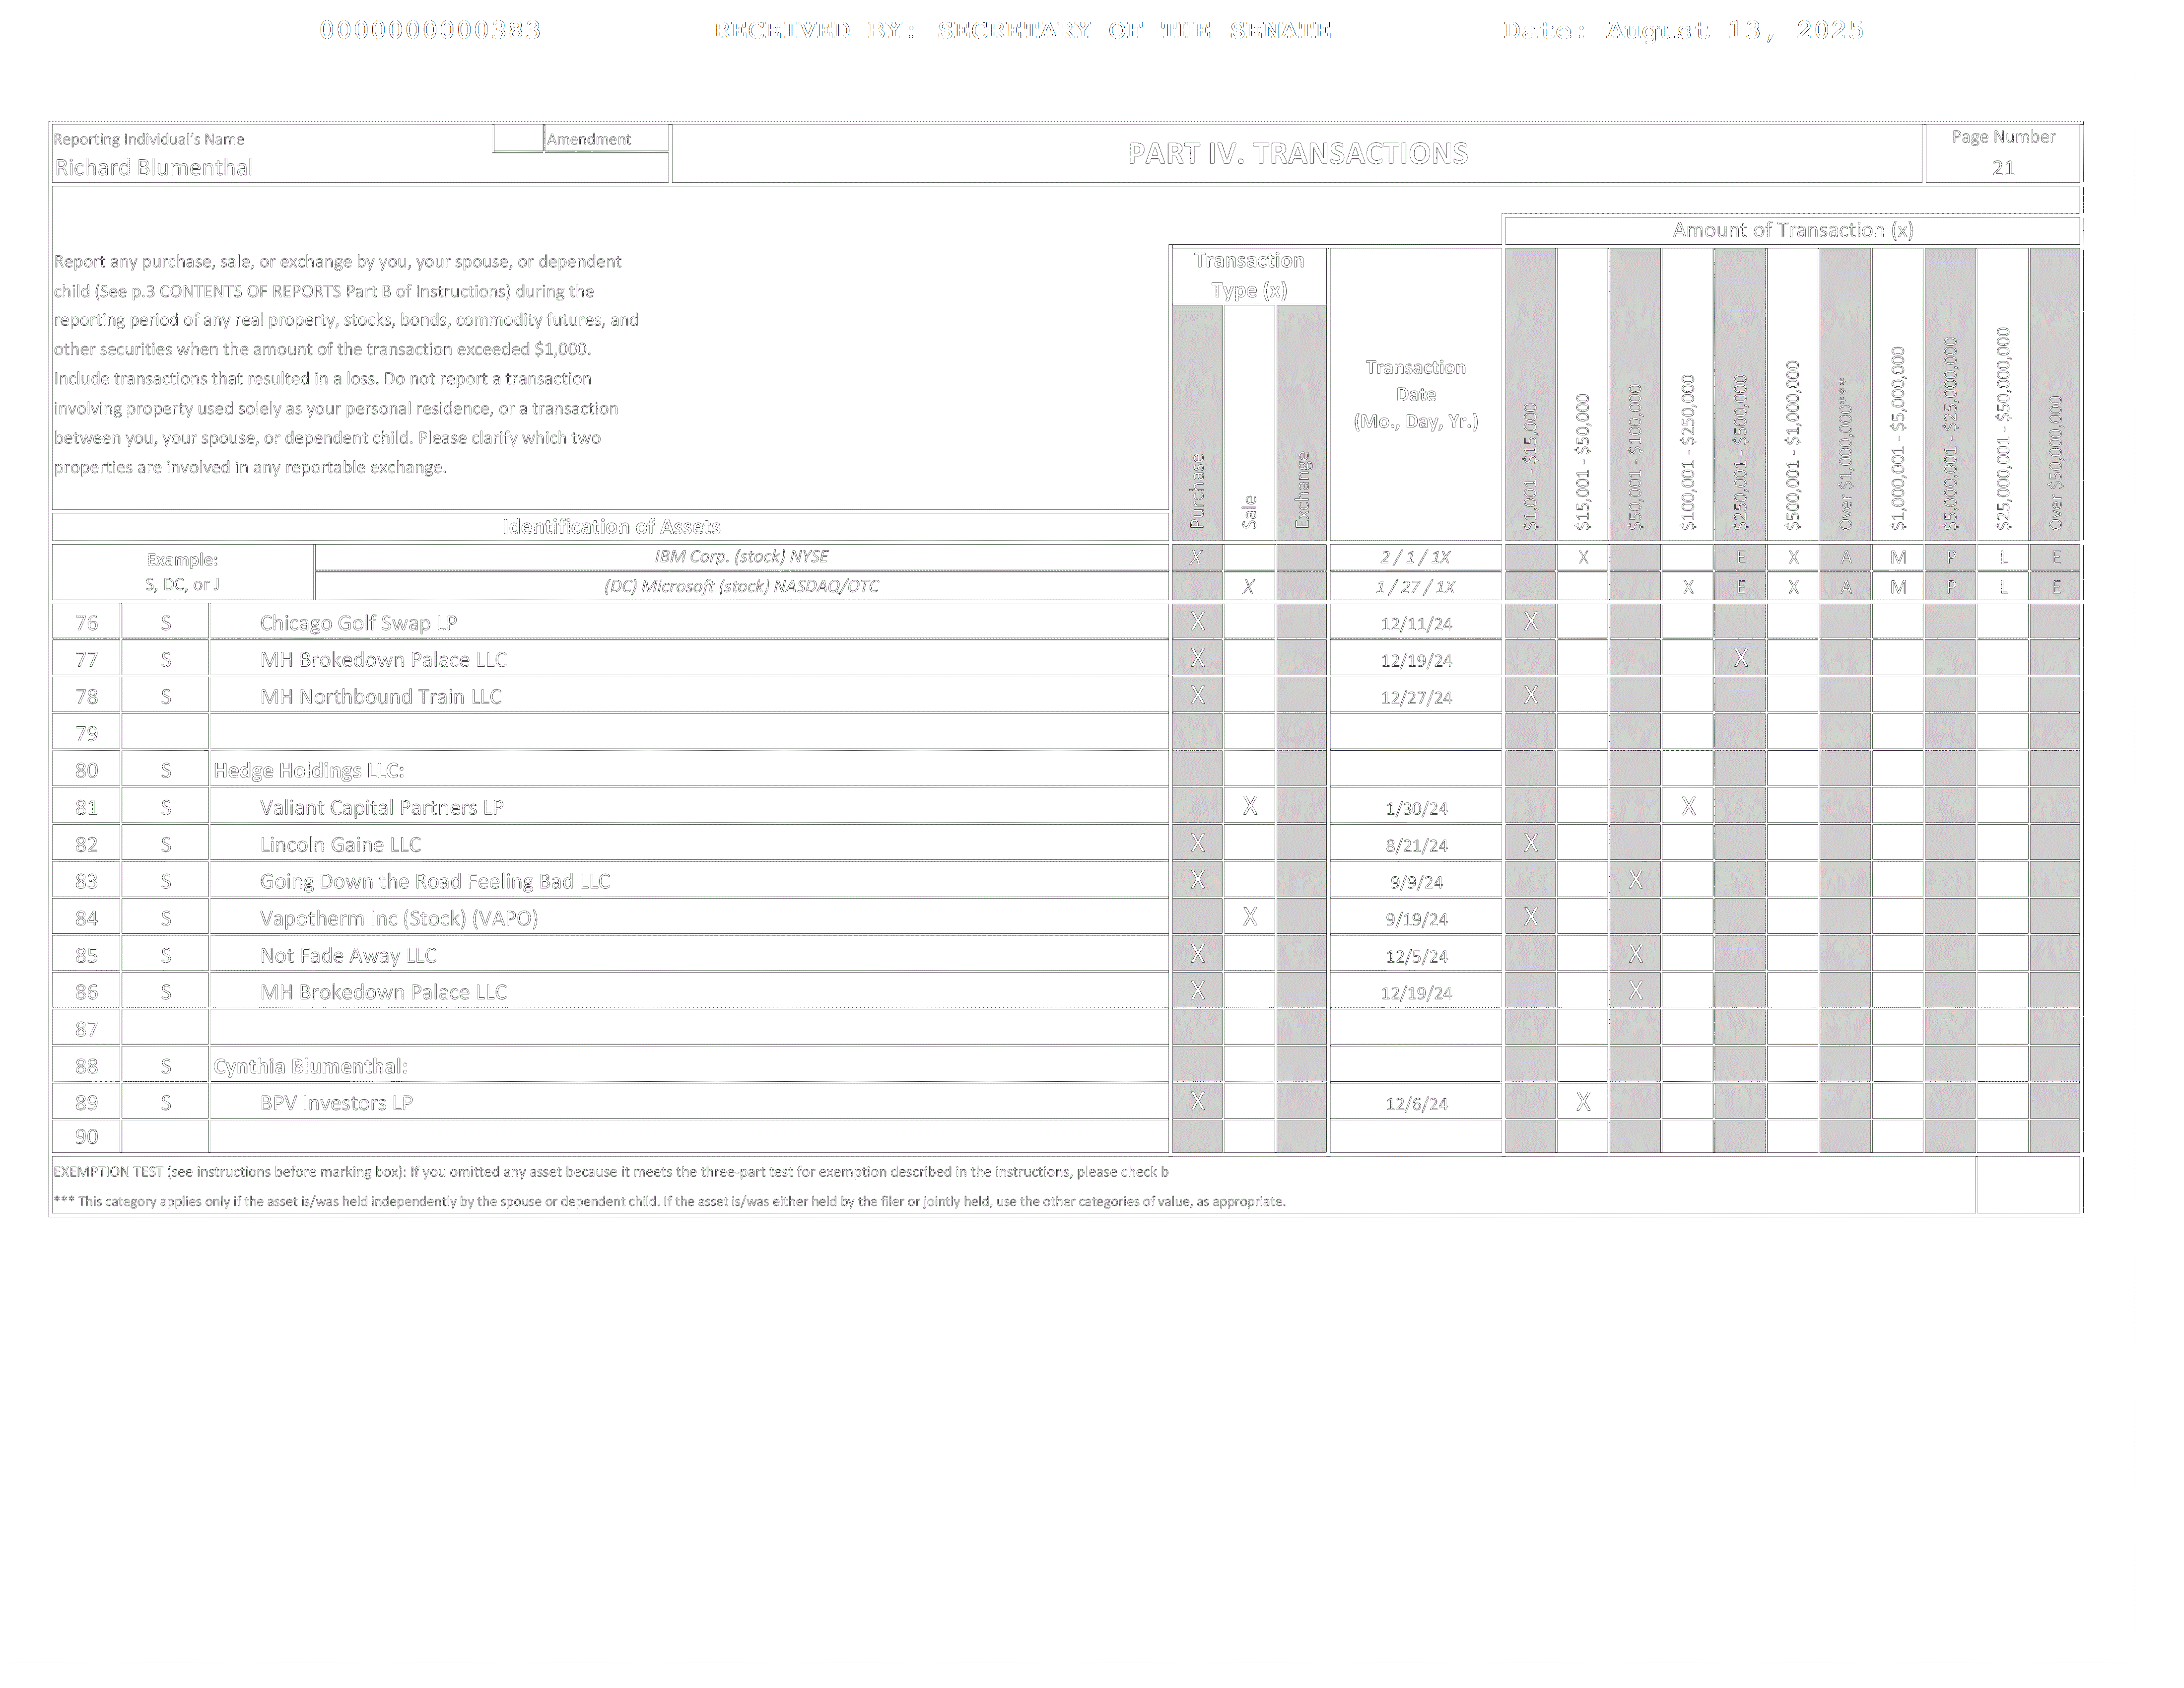 0000000000383 RECEIVED BY: SECRETARY OF THE SENATE Date: August 13, 2025
Reporting Individual's Name Amendment PART IV. TRANSACTIONS Page Number
Richard Blumenthal 21
Amount of Transaction (x)
Report any purchase, sale, or exchange by you, your spouse, or dependent
child (See p.3 CONTENTS OF REPORTS Part B of Instructions) during the
reporting period of any real property, stocks, bonds, commodity futures, and
other securities when the amount of the transaction exceeded $1,000.
Include transactions that resulted in a loss. Do not report a transaction
involving property used solely as your personal residence, or a transaction
between you, your spouse, or dependent child. Please clarify which two
properties are involved in any reportable exchange.
Transaction
Type (x)
Purchase
Sale
Exchange
Transaction
Date
(Mo., Day, Yr.)
$1,001 - $15,000
$15,001 - $50,000
$50,001 - $100,000
$100,001 - $250,000
$250,001 - $500,000
$500,001 - $1,000,000
Over $1,000,000***
$1,000,001 - $5,000,000
$5,000,001 - $25,000,000
$25,000,001 - $50,000,000
Over $50,000,000
Identification of Assets
Example:
S, DC, or J
IBM Corp. (stock) NYSE X 2 / 1 / 1X X E X A M P L E
(DC) Microsoft (stock) NASDAQ/OTC X 1 / 27 / 1X X E X A M P L E
76 S Chicago Golf Swap LP X 12/11/24 X
77 S MH Brokedown Palace LLC X 12/19/24 X
78 S MH Northbound Train LLC X 12/27/24 X
79
80 S Hedge Holdings LLC:
81 S Valiant Capital Partners LP X 1/30/24 X
82 S Lincoln Gaine LLC X 8/21/24 X
83 S Going Down the Road Feeling Bad LLC X 9/9/24 X
84 S Vapotherm Inc (Stock) (VAPO) X 9/19/24 X
85 S Not Fade Away LLC X 12/5/24 X
86 S MH Brokedown Palace LLC X 12/19/24 X
87
88 S Cynthia Blumenthal:
89 S BPV Investors LP X 12/6/24 X
90
EXEMPTION TEST (see instructions before marking box): If you omitted any asset because it meets the three-part test for exemption described in the instructions, please check b
*** This category applies only if the asset is/was held independently by the spouse or dependent child. If the asset is/was either held by the filer or jointly held, use the other categories of value, as appropriate.